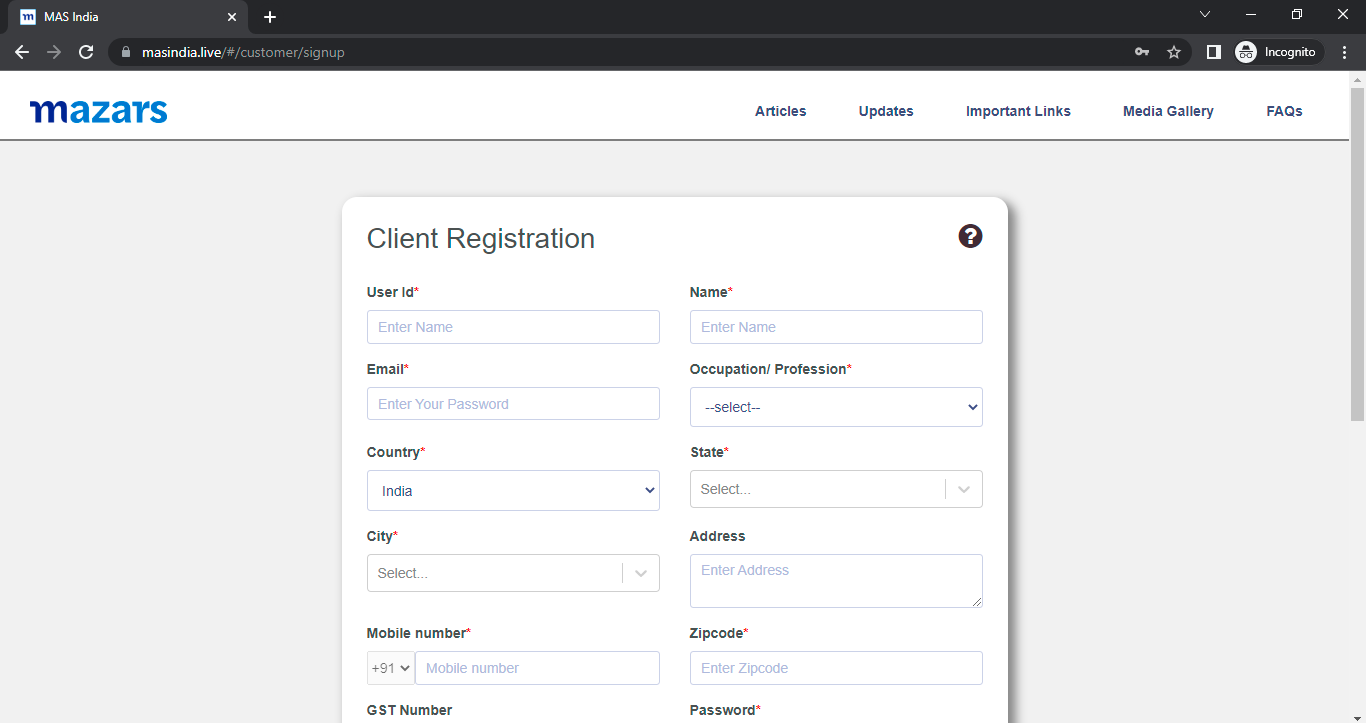 MAS India
masindia.live/#/customer/signup
Incognito
mazars
Articles Updates Important Links Media Gallery FAQs
Client Registration
User Id* Name*
Enter Name Enter Name
Email* Occupation/ Profession*
Enter Your Password --select--
Country* State*
India Select...
City* Address
Select... Enter Address
Mobile number* Zipcode*
+91 Mobile number Enter Zipcode
GST Number Password*